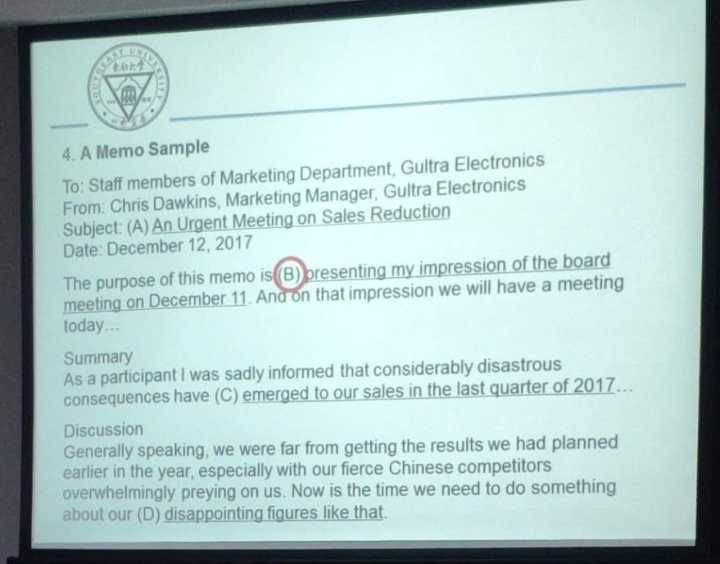 SOUTHEAST UNIVERSITY
4. A Memo Sample
To: Staff members of Marketing Department, Gultra Electronics
From: Chris Dawkins, Marketing Manager, Gultra Electronics
Subject: (A) An Urgent Meeting on Sales Reduction
Date: December 12, 2017
The purpose of this memo is (B) presenting my impression of the board
meeting on December 11. And on that impression we will have a meeting
today…
Summary
As a participant I was sadly informed that considerably disastrous
consequences have (C) emerged to our sales in the last quarter of 2017…
Discussion
Generally speaking, we were far from getting the results we had planned
earlier in the year, especially with our fierce Chinese competitors
overwhelmingly preying on us. Now is the time we need to do something
about our (D) disappointing figures like that.